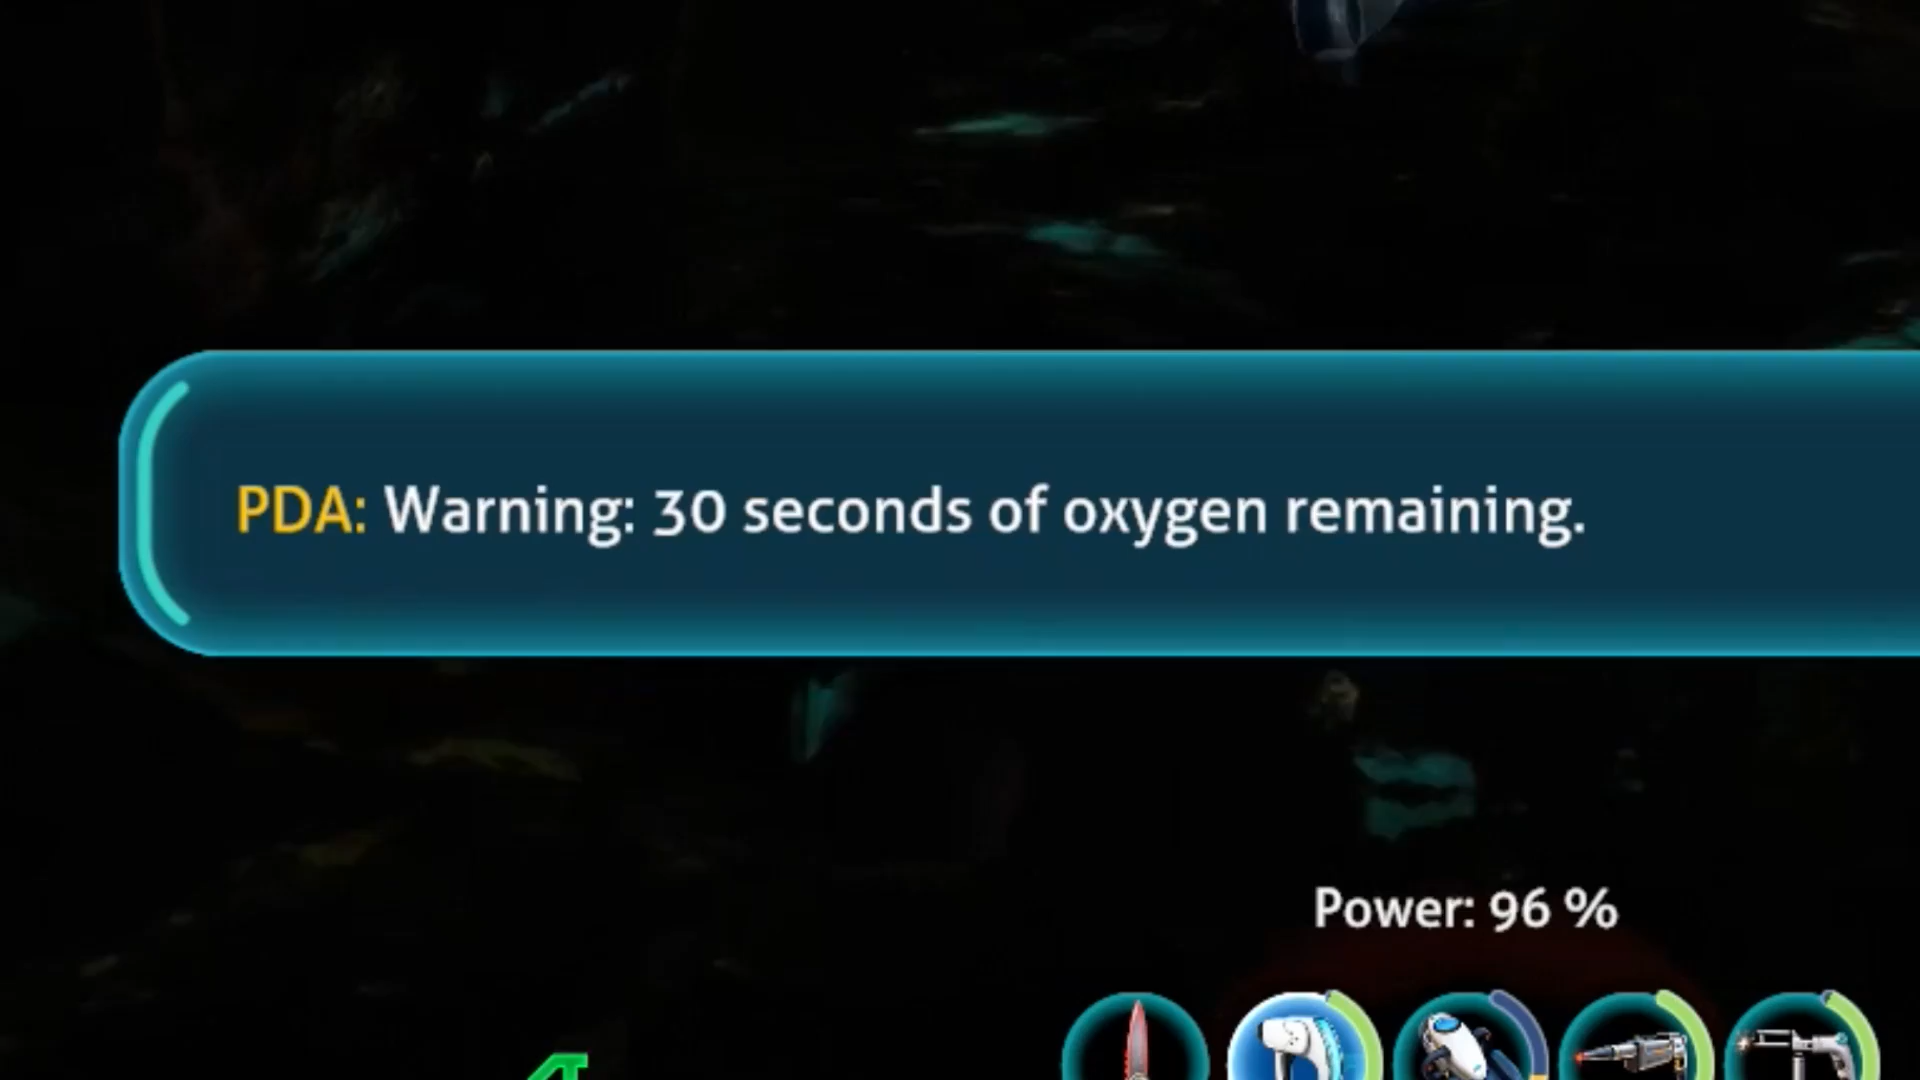 PDA: Warning: 30 seconds of oxygen remaining.
Power: 96 %